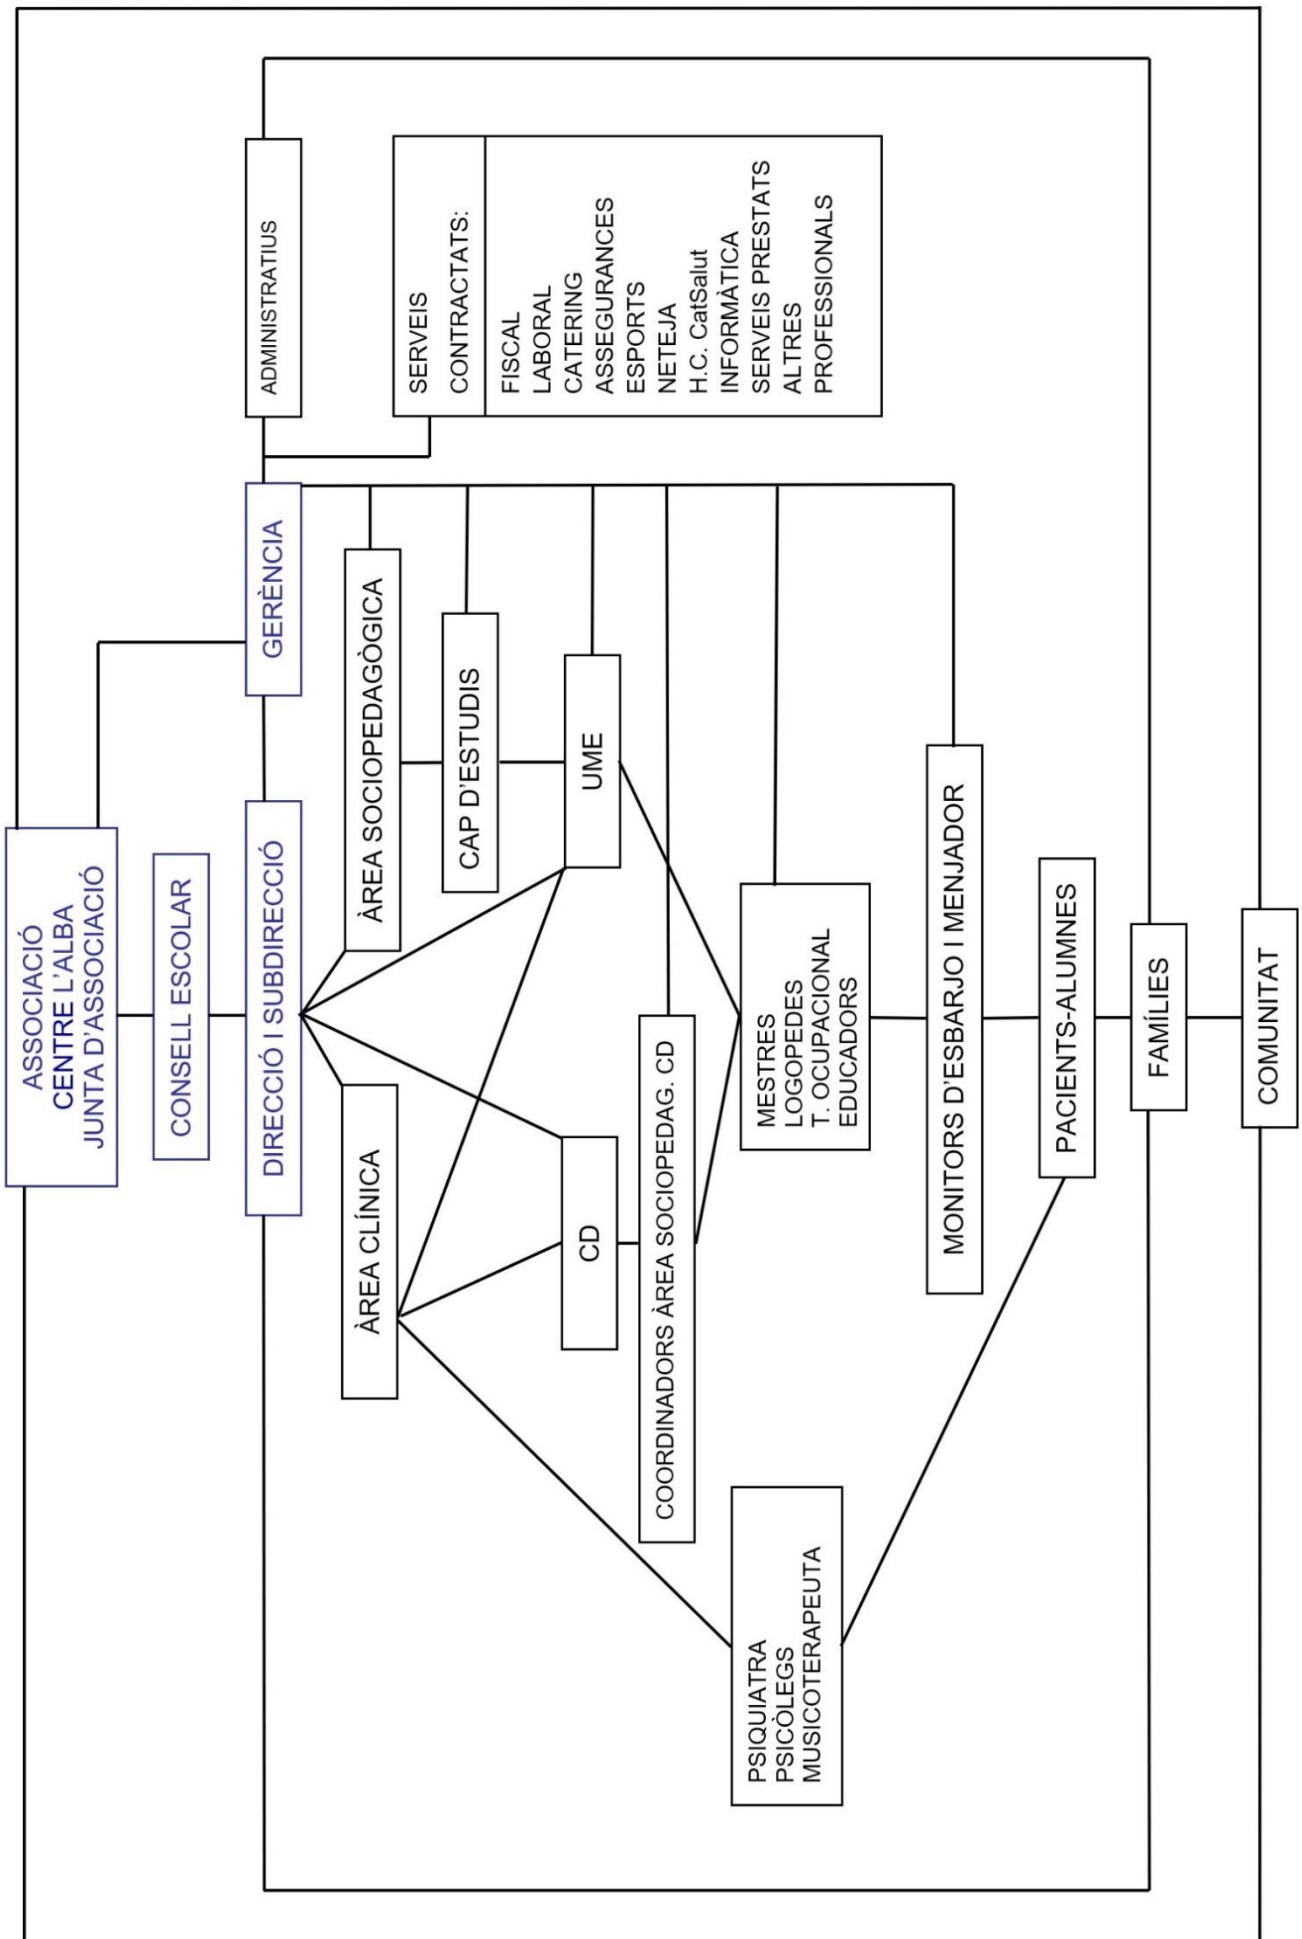 ASSOCIACIÓ
CENTRE L'ALBA
JUNTA D'ASSOCIACIÓ
CONSELL ESCOLAR
DIRECCIÓ I SUBDIRECCIÓ
GERÈNCIA
ADMINISTRATIUS
SERVEIS
CONTRACTATS:
FISCAL
LABORAL
CATERING
ASSEGURANCES
ESPORTS
NETEJA
H.C. CatSalut
INFORMÀTICA
SERVEIS PRESTATS
ALTRES
PROFESSIONALS
ÀREA CLÍNICA
ÀREA SOCIOPEDAGÒGICA
CAP D'ESTUDIS
CD
UME
COORDINADORS ÀREA SOCIOPEDAG. CD
PSIQUIATRA
PSICÒLEGS
MUSICOTERAPEUTA
MESTRES
LOGOPEDES
T. OCUPACIONAL
EDUCADORS
MONITORS D'ESBARJO I MENJADOR
PACIENTS-ALUMNES
FAMÍLIES
COMUNITAT